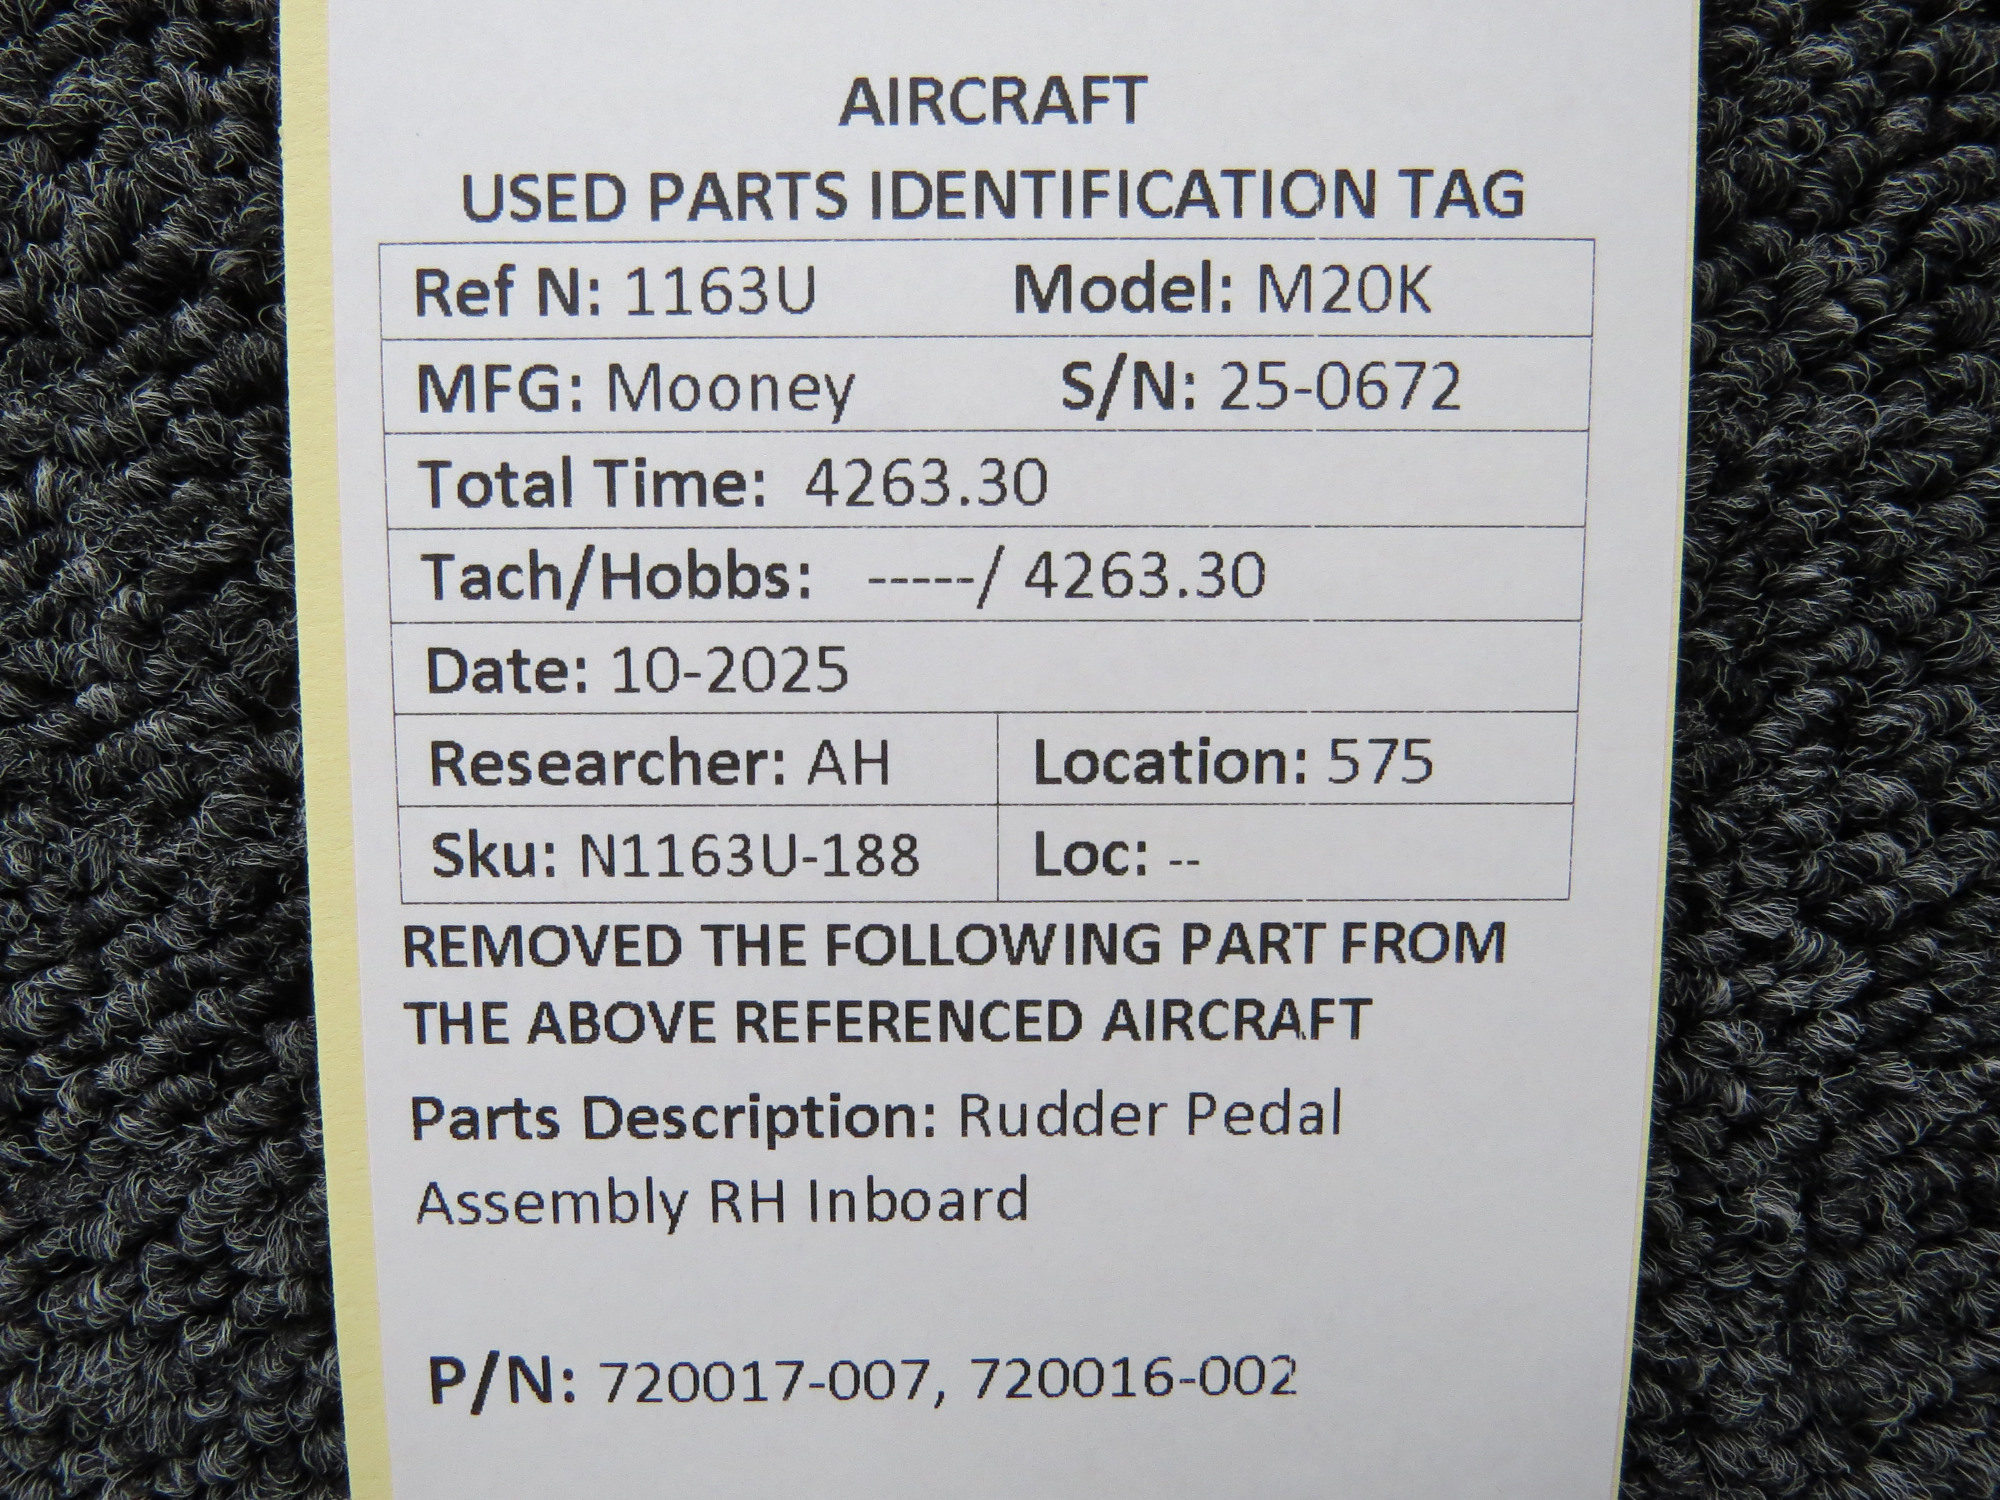 AIRCRAFT
USED PARTS IDENTIFICATION TAG
Ref N: 1163U Model: M20K
MFG: Mooney S/N: 25-0672
Total Time: 4263.30
Tach/Hobbs: -----/ 4263.30
Date: 10-2025
Researcher: AH Location: 575
Sku: N1163U-188 Loc: --
REMOVED THE FOLLOWING PART FROM
THE ABOVE REFERENCED AIRCRAFT
Parts Description: Rudder Pedal
Assembly RH Inboard
P/N: 720017-007, 720016-002